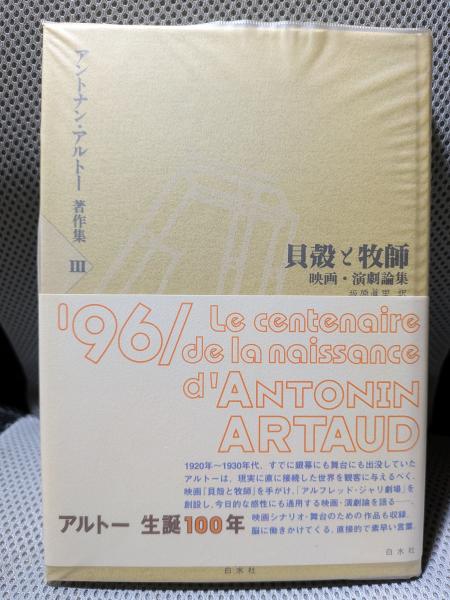 アントナン・アルトー 著作集 III
貝殻と牧師
映画・演劇論集
坂原眞里 訳
'96/ Le centenaire
de la naissance
d'ANTONIN
ARTAUD
1920年〜1930年代、すでに銀幕にも舞台にも出没していた
アルトーは、現実に直に接続した世界を観客に与えるべく、
映画「貝殻と牧師」を手がけ、「アルフレッド・ジャリ劇場」を
創設し、今日的な感性にも通用する映画・演劇論を語る——。
映画シナリオ・舞台のための作品も収録。
脳に働きかけてくる、直接的で素早い言葉。
アルトー 生誕100年
白水社
白水社